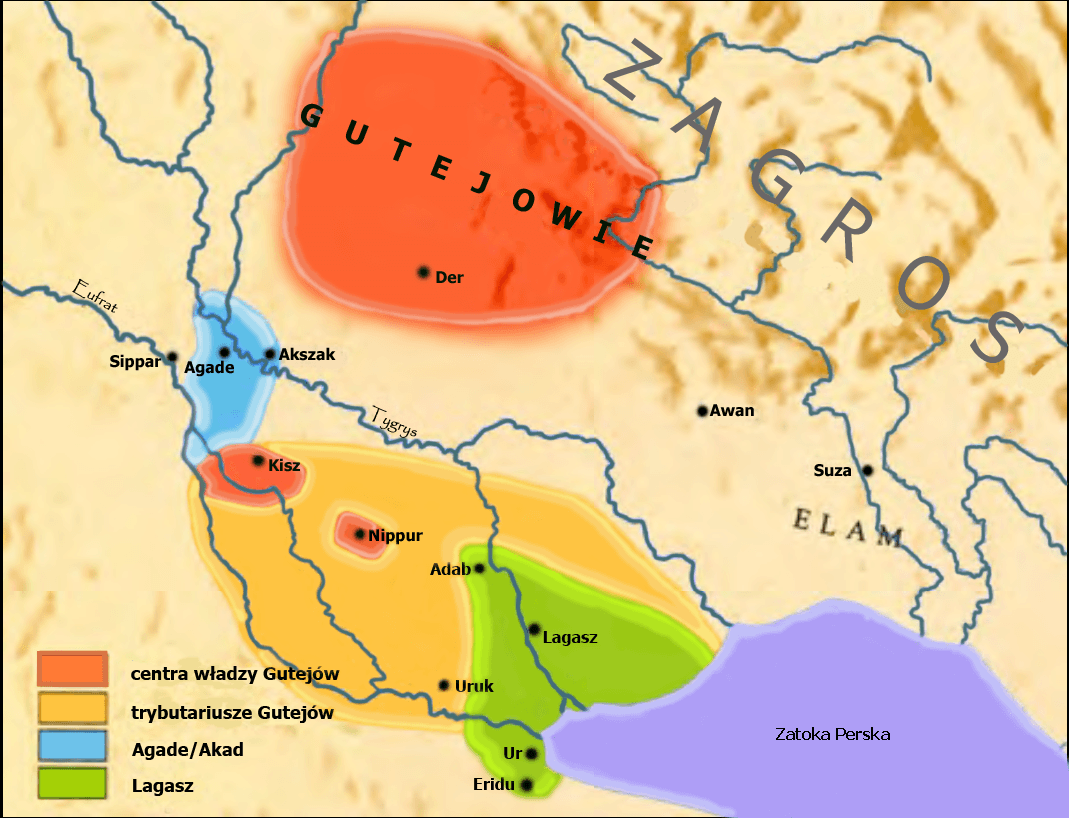 ZAGROS
GUTEJOWIE
Der
Eufrat
Sippar
Agade
Akszak
Tygrys
Awan
Kisz
Suza
ELAM
Nippur
Adab
Lagasz
Uruk
Ur
Eridu
Zatoka Perska
centra władzy Gutejów
trybutariusze Gutejów
Agade/Akad
Lagasz